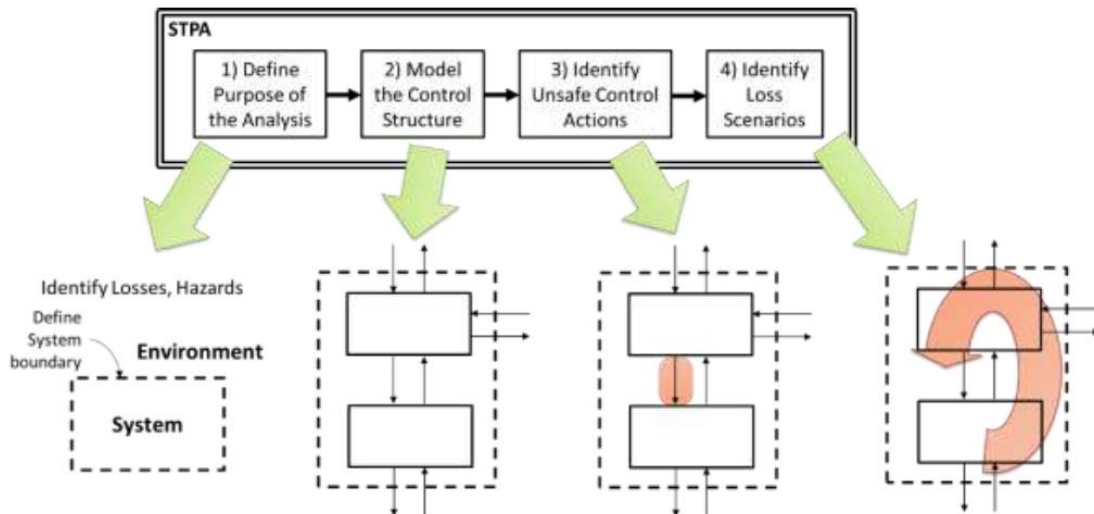 STPA
1) Define
Purpose of
the Analysis
2) Model
the Control
Structure
3) Identify
Unsafe Control
Actions
4) Identify
Loss
Scenarios
Identify Losses, Hazards
Define
System
boundary
Environment
System